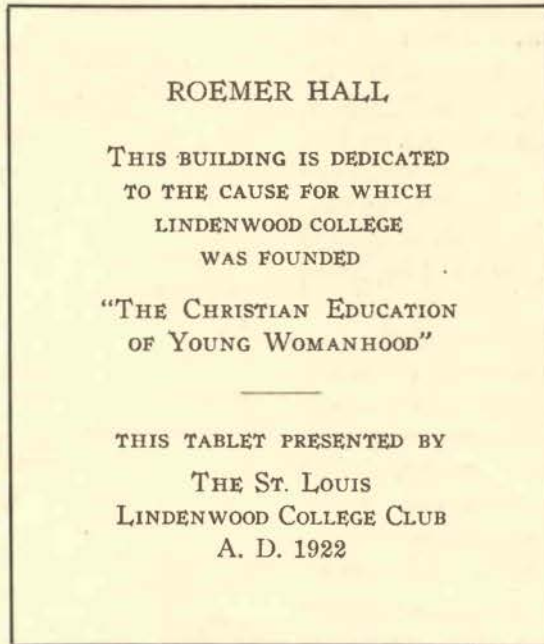 ROEMER HALL
THIS BUILDING IS DEDICATED
TO THE CAUSE FOR WHICH
LINDENWOOD COLLEGE
WAS FOUNDED
“THE CHRISTIAN EDUCATION
OF YOUNG WOMANHOOD”
THIS TABLET PRESENTED BY
THE ST. LOUIS
LINDENWOOD COLLEGE CLUB
A. D. 1922